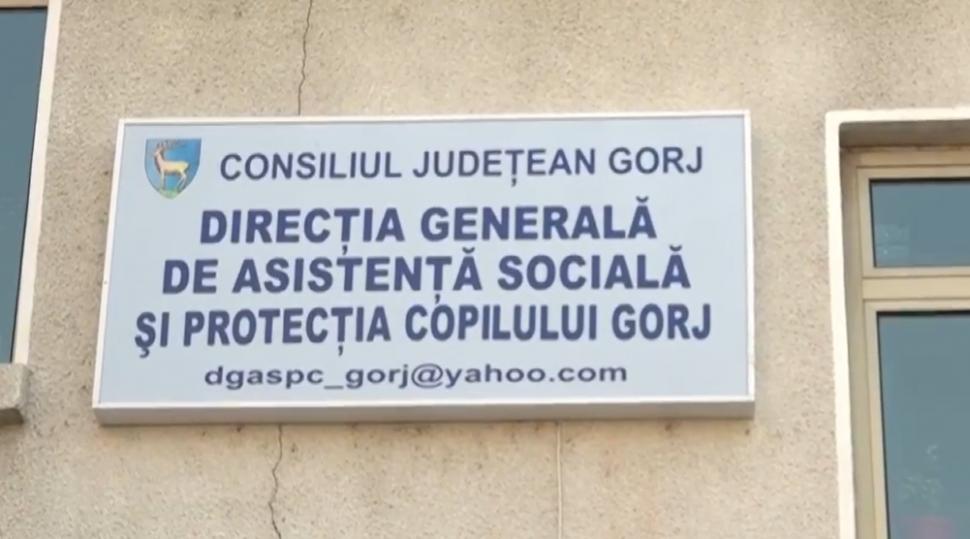 CONSILIUL JUDEȚEAN GORJ
DIRECȚIA GENERALĂ
DE ASISTENȚĂ SOCIALĂ
ȘI PROTECȚIA COPILULUI GORJ
dgaspc_gorj@yahoo.com